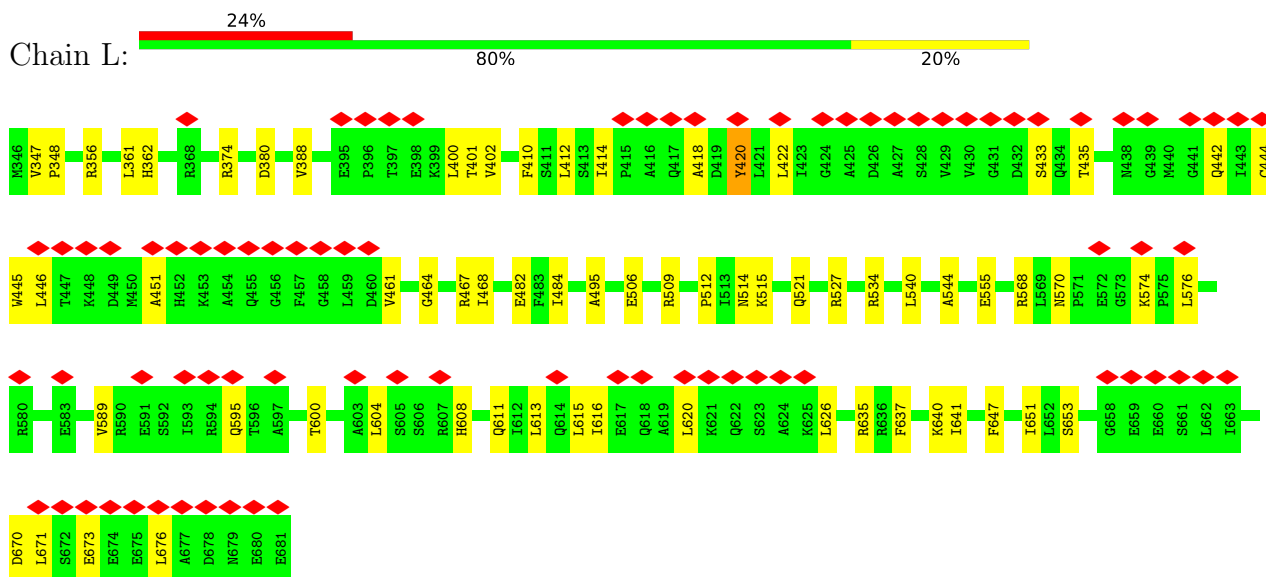 24%
Chain L:
80% 20%
M346 V347 P348 R356 L361 H362 R368 R374 D380 V388 E395 P396 T397 E398 K399 L400 T401 V402 F410 S411 L412 S413 I414 P415 A416 Q417 A418 D419 Y420 L421 L422 I423 G424 A425 D426 A427 S428 V429 V430 G431 D432 S433 Q434 T435 N438 G439 M440 G441 Q442 I443 C444
W445 L446 T447 K448 D449 M450 A451 H452 K453 A454 Q455 G456 F457 G458 L459 D460 V461 G464 R467 I468 E482 F483 I484 A495 E506 R509 P512 I513 N514 K515 Q521 R527 R534 L540 A544 E555 R568 L569 N570 P571 E572 G573 K574 P575 L576
R580 E583 V589 R590 E591 S592 I593 R594 Q595 T596 A597 T600 A603 L604 S605 S606 R607 H608 Q611 I612 L613 Q614 L615 I616 E617 Q618 A619 L620 K621 Q622 S623 A624 K625 L626 R635 R636 F637 K640 I641 F647 I651 L652 S653 G658 E659 E660 S661 L662 I663
D670 L671 S672 E673 E674 E675 L676 A677 D678 N679 E680 E681